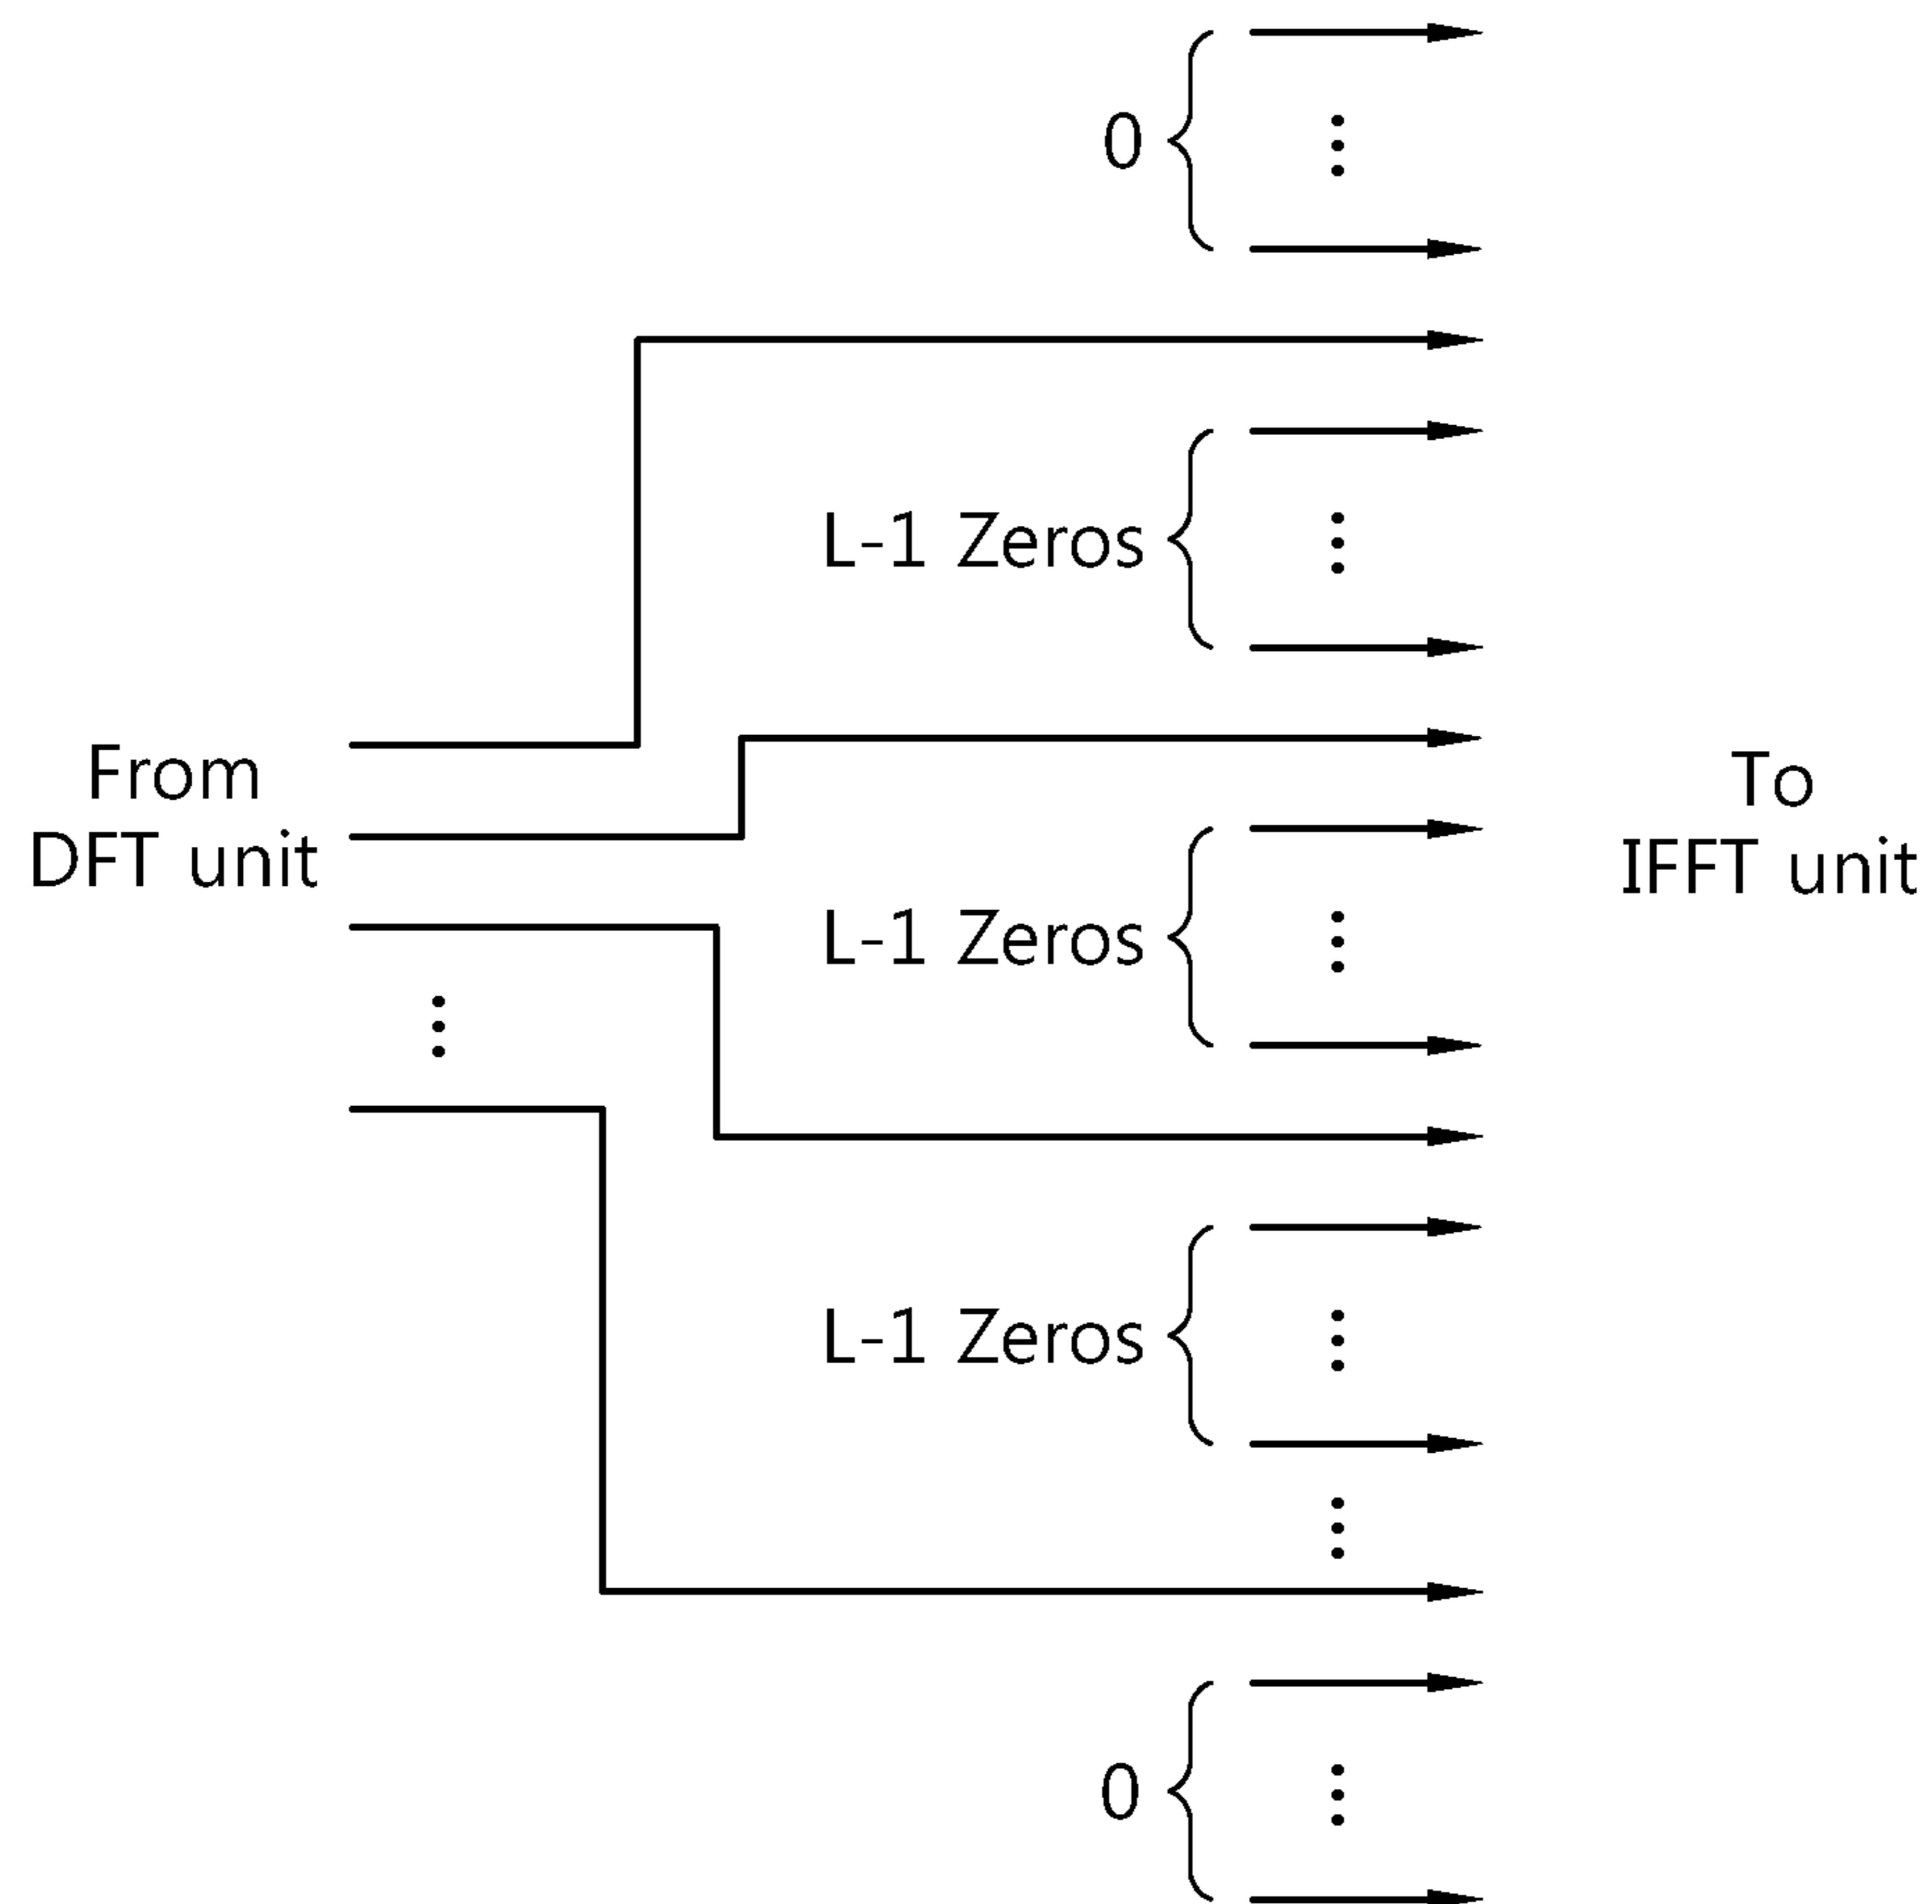 0
L-1 Zeros
From
DFT unit
To
IFFT unit
L-1 Zeros
L-1 Zeros
0